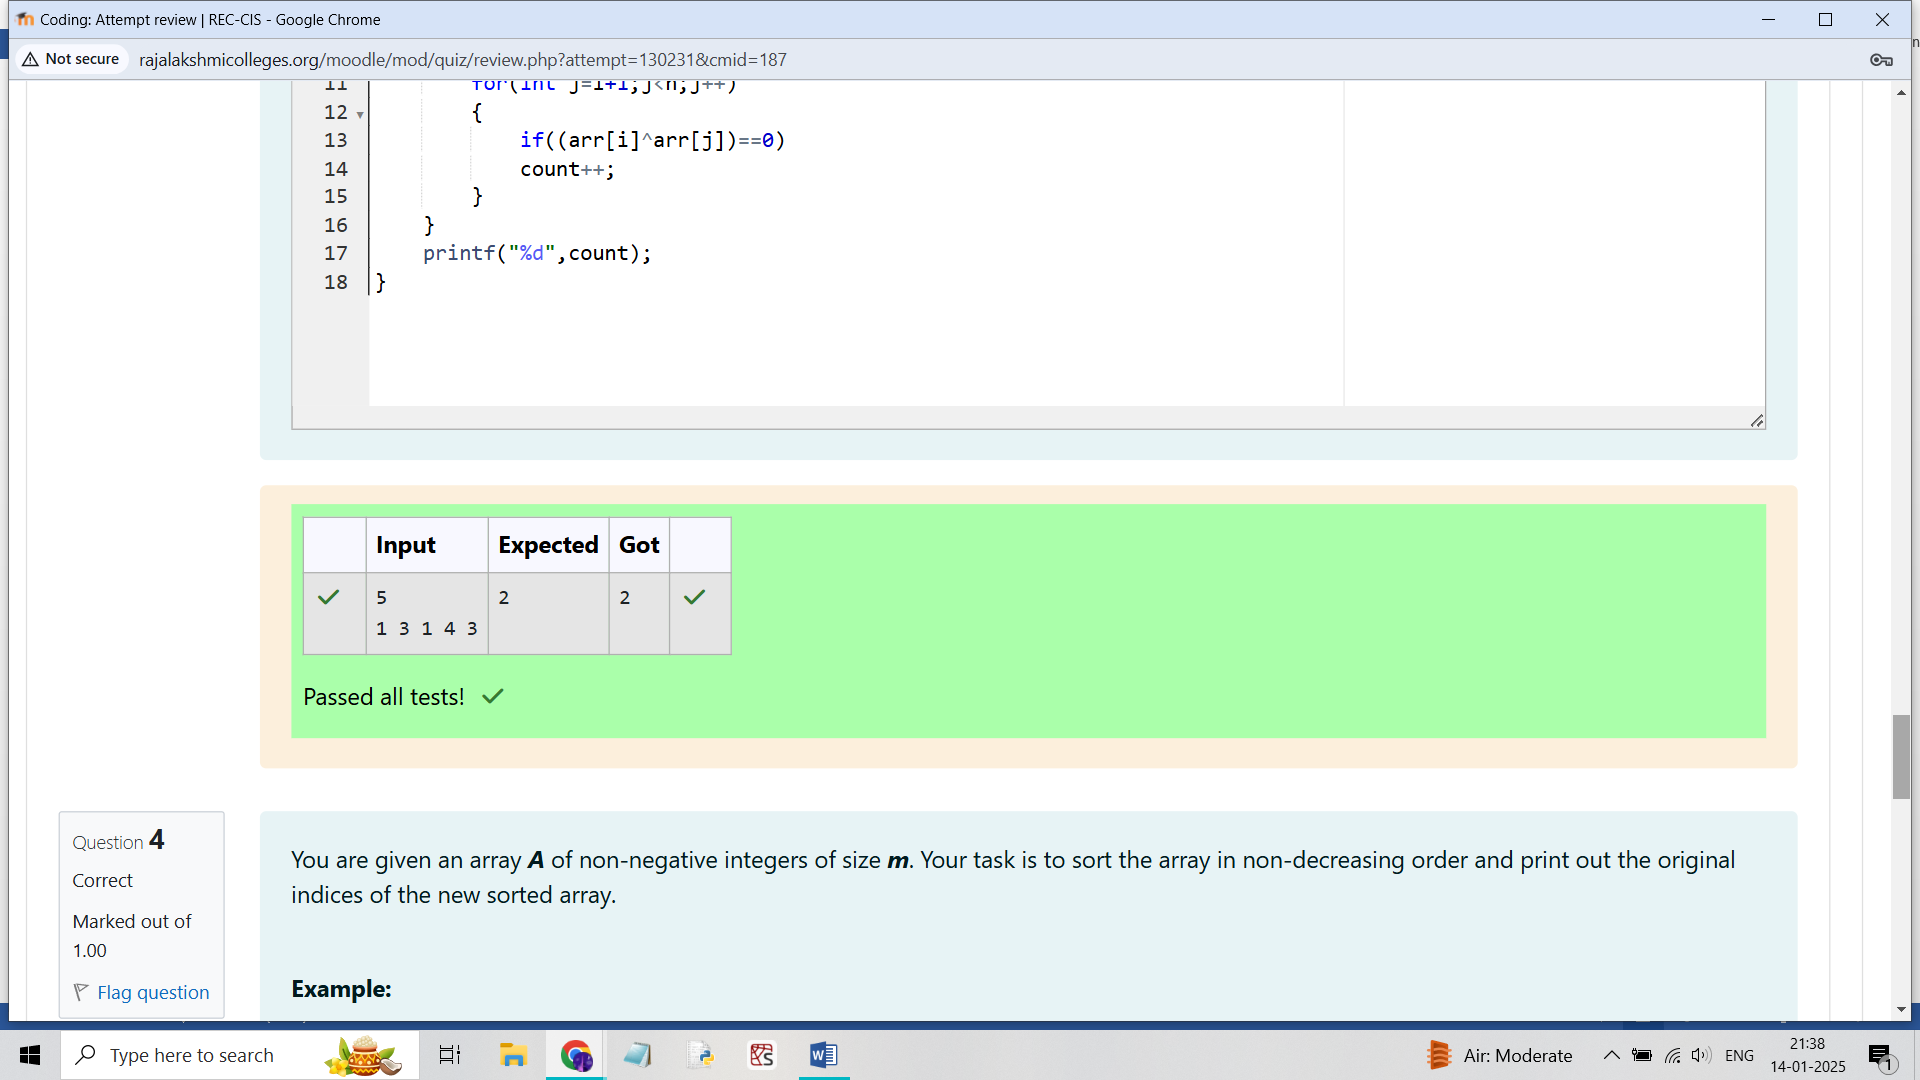 Coding: Attempt review | REC-CIS - Google Chrome
Not secure
rajalakshmicolleges.org/moodle/mod/quiz/review.php?attempt=130231&cmid=187
11 for(int j=i+1;j<n;j++)
12 {
13 if((arr[i]^arr[j])==0)
14 count++;
15 }
16 }
17 printf("%d",count);
18 }
Input Expected Got
5 2 2
1 3 1 4 3
Passed all tests!
Question 4
Correct
Marked out of
1.00
Flag question
You are given an array A of non-negative integers of size m. Your task is to sort the array in non-decreasing order and print out the original
indices of the new sorted array.
Example:
Type here to search
Air: Moderate
ENG
21:38
14-01-2025
1